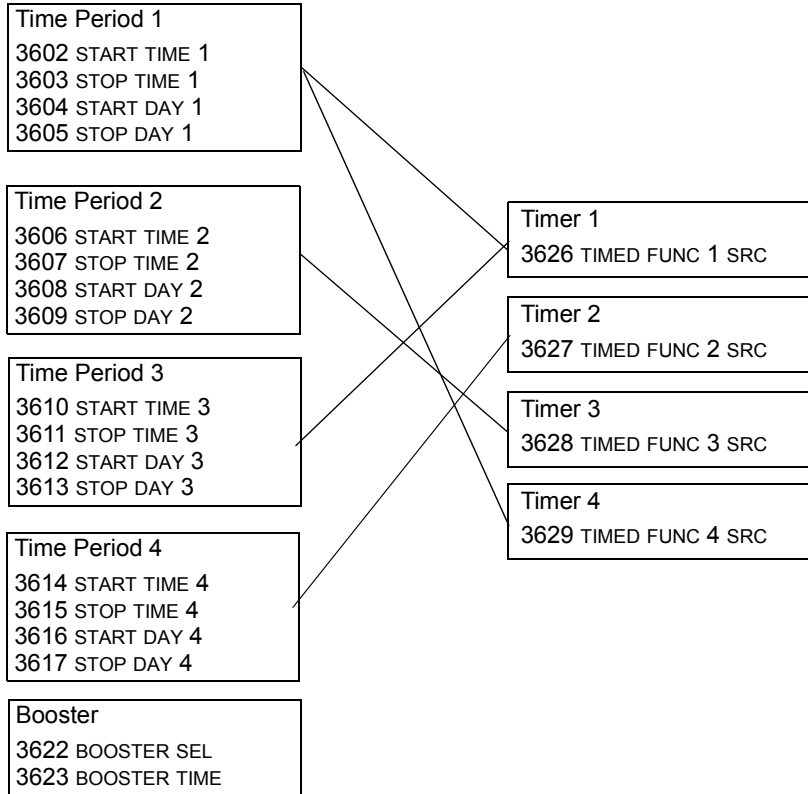 Time Period 1
3602 START TIME 1
3603 STOP TIME 1
3604 START DAY 1
3605 STOP DAY 1
Time Period 2
3606 START TIME 2
3607 STOP TIME 2
3608 START DAY 2
3609 STOP DAY 2
Time Period 3
3610 START TIME 3
3611 STOP TIME 3
3612 START DAY 3
3613 STOP DAY 3
Time Period 4
3614 START TIME 4
3615 STOP TIME 4
3616 START DAY 4
3617 STOP DAY 4
Booster
3622 BOOSTER SEL
3623 BOOSTER TIME
Timer 1
3626 TIMED FUNC 1 SRC
Timer 2
3627 TIMED FUNC 2 SRC
Timer 3
3628 TIMED FUNC 3 SRC
Timer 4
3629 TIMED FUNC 4 SRC